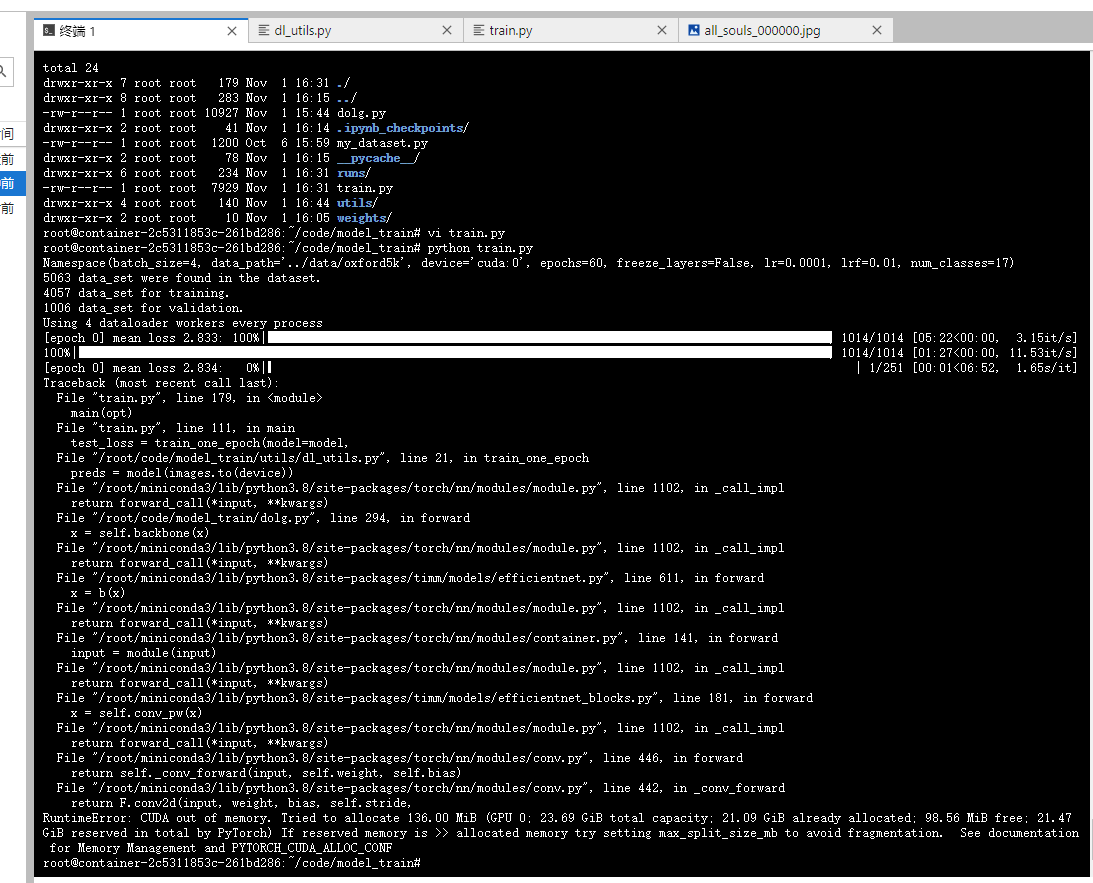 终端 1
dl_utils.py
train.py
all_souls_000000.jpg
间
前
前
前
total 24
drwxr-xr-x 7 root root   179 Nov  1 16:31 ./
drwxr-xr-x 8 root root   283 Nov  1 16:15 ../
-rw-r--r-- 1 root root 10927 Nov  1 15:44 dolg.py
drwxr-xr-x 2 root root    41 Nov  1 16:14 .ipynb_checkpoints/
-rw-r--r-- 1 root root  1200 Oct  6 15:59 my_dataset.py
drwxr-xr-x 2 root root    78 Nov  1 16:15 __pycache__/
drwxr-xr-x 6 root root   234 Nov  1 16:31 runs/
-rw-r--r-- 1 root root  7929 Nov  1 16:31 train.py
drwxr-xr-x 4 root root   140 Nov  1 16:44 utils/
drwxr-xr-x 2 root root    10 Nov  1 16:05 weights/
root@container-2c5311853c-261bd286:~/code/model_train# vi train.py
root@container-2c5311853c-261bd286:~/code/model_train# python train.py
Namespace(batch_size=4, data_path='../data/oxford5k', device='cuda:0', epochs=60, freeze_layers=False, lr=0.0001, lrf=0.01, num_classes=17)
5063 data_set were found in the dataset.
4057 data_set for training.
1006 data_set for validation.
Using 4 dataloader workers every process
[epoch 0] mean loss 2.833: 100%| 1014/1014 [05:22<00:00,  3.15it/s]
100%| 1014/1014 [01:27<00:00, 11.53it/s]
[epoch 0] mean loss 2.834:   0%| | 1/251 [00:01<06:52,  1.65s/it]
Traceback (most recent call last):
  File "train.py", line 179, in <module>
    main(opt)
  File "train.py", line 111, in main
    test_loss = train_one_epoch(model=model,
  File "/root/code/model_train/utils/dl_utils.py", line 21, in train_one_epoch
    preds = model(images.to(device))
  File "/root/miniconda3/lib/python3.8/site-packages/torch/nn/modules/module.py", line 1102, in _call_impl
    return forward_call(*input, **kwargs)
  File "/root/code/model_train/dolg.py", line 294, in forward
    x = self.backbone(x)
  File "/root/miniconda3/lib/python3.8/site-packages/torch/nn/modules/module.py", line 1102, in _call_impl
    return forward_call(*input, **kwargs)
  File "/root/miniconda3/lib/python3.8/site-packages/timm/models/efficientnet.py", line 611, in forward
    x = b(x)
  File "/root/miniconda3/lib/python3.8/site-packages/torch/nn/modules/module.py", line 1102, in _call_impl
    return forward_call(*input, **kwargs)
  File "/root/miniconda3/lib/python3.8/site-packages/torch/nn/modules/container.py", line 141, in forward
    input = module(input)
  File "/root/miniconda3/lib/python3.8/site-packages/torch/nn/modules/module.py", line 1102, in _call_impl
    return forward_call(*input, **kwargs)
  File "/root/miniconda3/lib/python3.8/site-packages/timm/models/efficientnet_blocks.py", line 181, in forward
    x = self.conv_pw(x)
  File "/root/miniconda3/lib/python3.8/site-packages/torch/nn/modules/module.py", line 1102, in _call_impl
    return forward_call(*input, **kwargs)
  File "/root/miniconda3/lib/python3.8/site-packages/torch/nn/modules/conv.py", line 446, in forward
    return self._conv_forward(input, self.weight, self.bias)
  File "/root/miniconda3/lib/python3.8/site-packages/torch/nn/modules/conv.py", line 442, in _conv_forward
    return F.conv2d(input, weight, bias, self.stride,
RuntimeError: CUDA out of memory. Tried to allocate 136.00 MiB (GPU 0; 23.69 GiB total capacity; 21.09 GiB already allocated; 98.56 MiB free; 21.47
GiB reserved in total by PyTorch) If reserved memory is >> allocated memory try setting max_split_size_mb to avoid fragmentation.  See documentation
 for Memory Management and PYTORCH_CUDA_ALLOC_CONF
root@container-2c5311853c-261bd286:~/code/model_train#